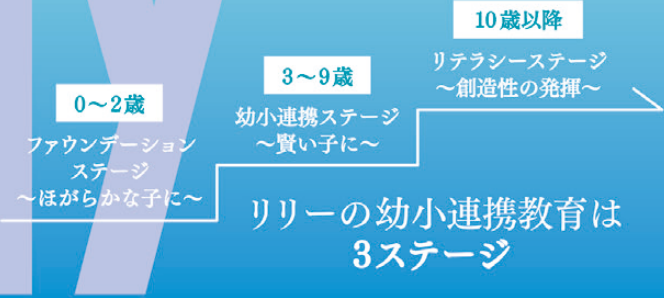 0～2歳
ファウンデーション
ステージ
～ほがらかな子に～
3～9歳
幼小連携ステージ
～賢い子に～
10歳以降
リテラシーステージ
～創造性の発揮～
リリーの幼小連携教育は
3ステージ